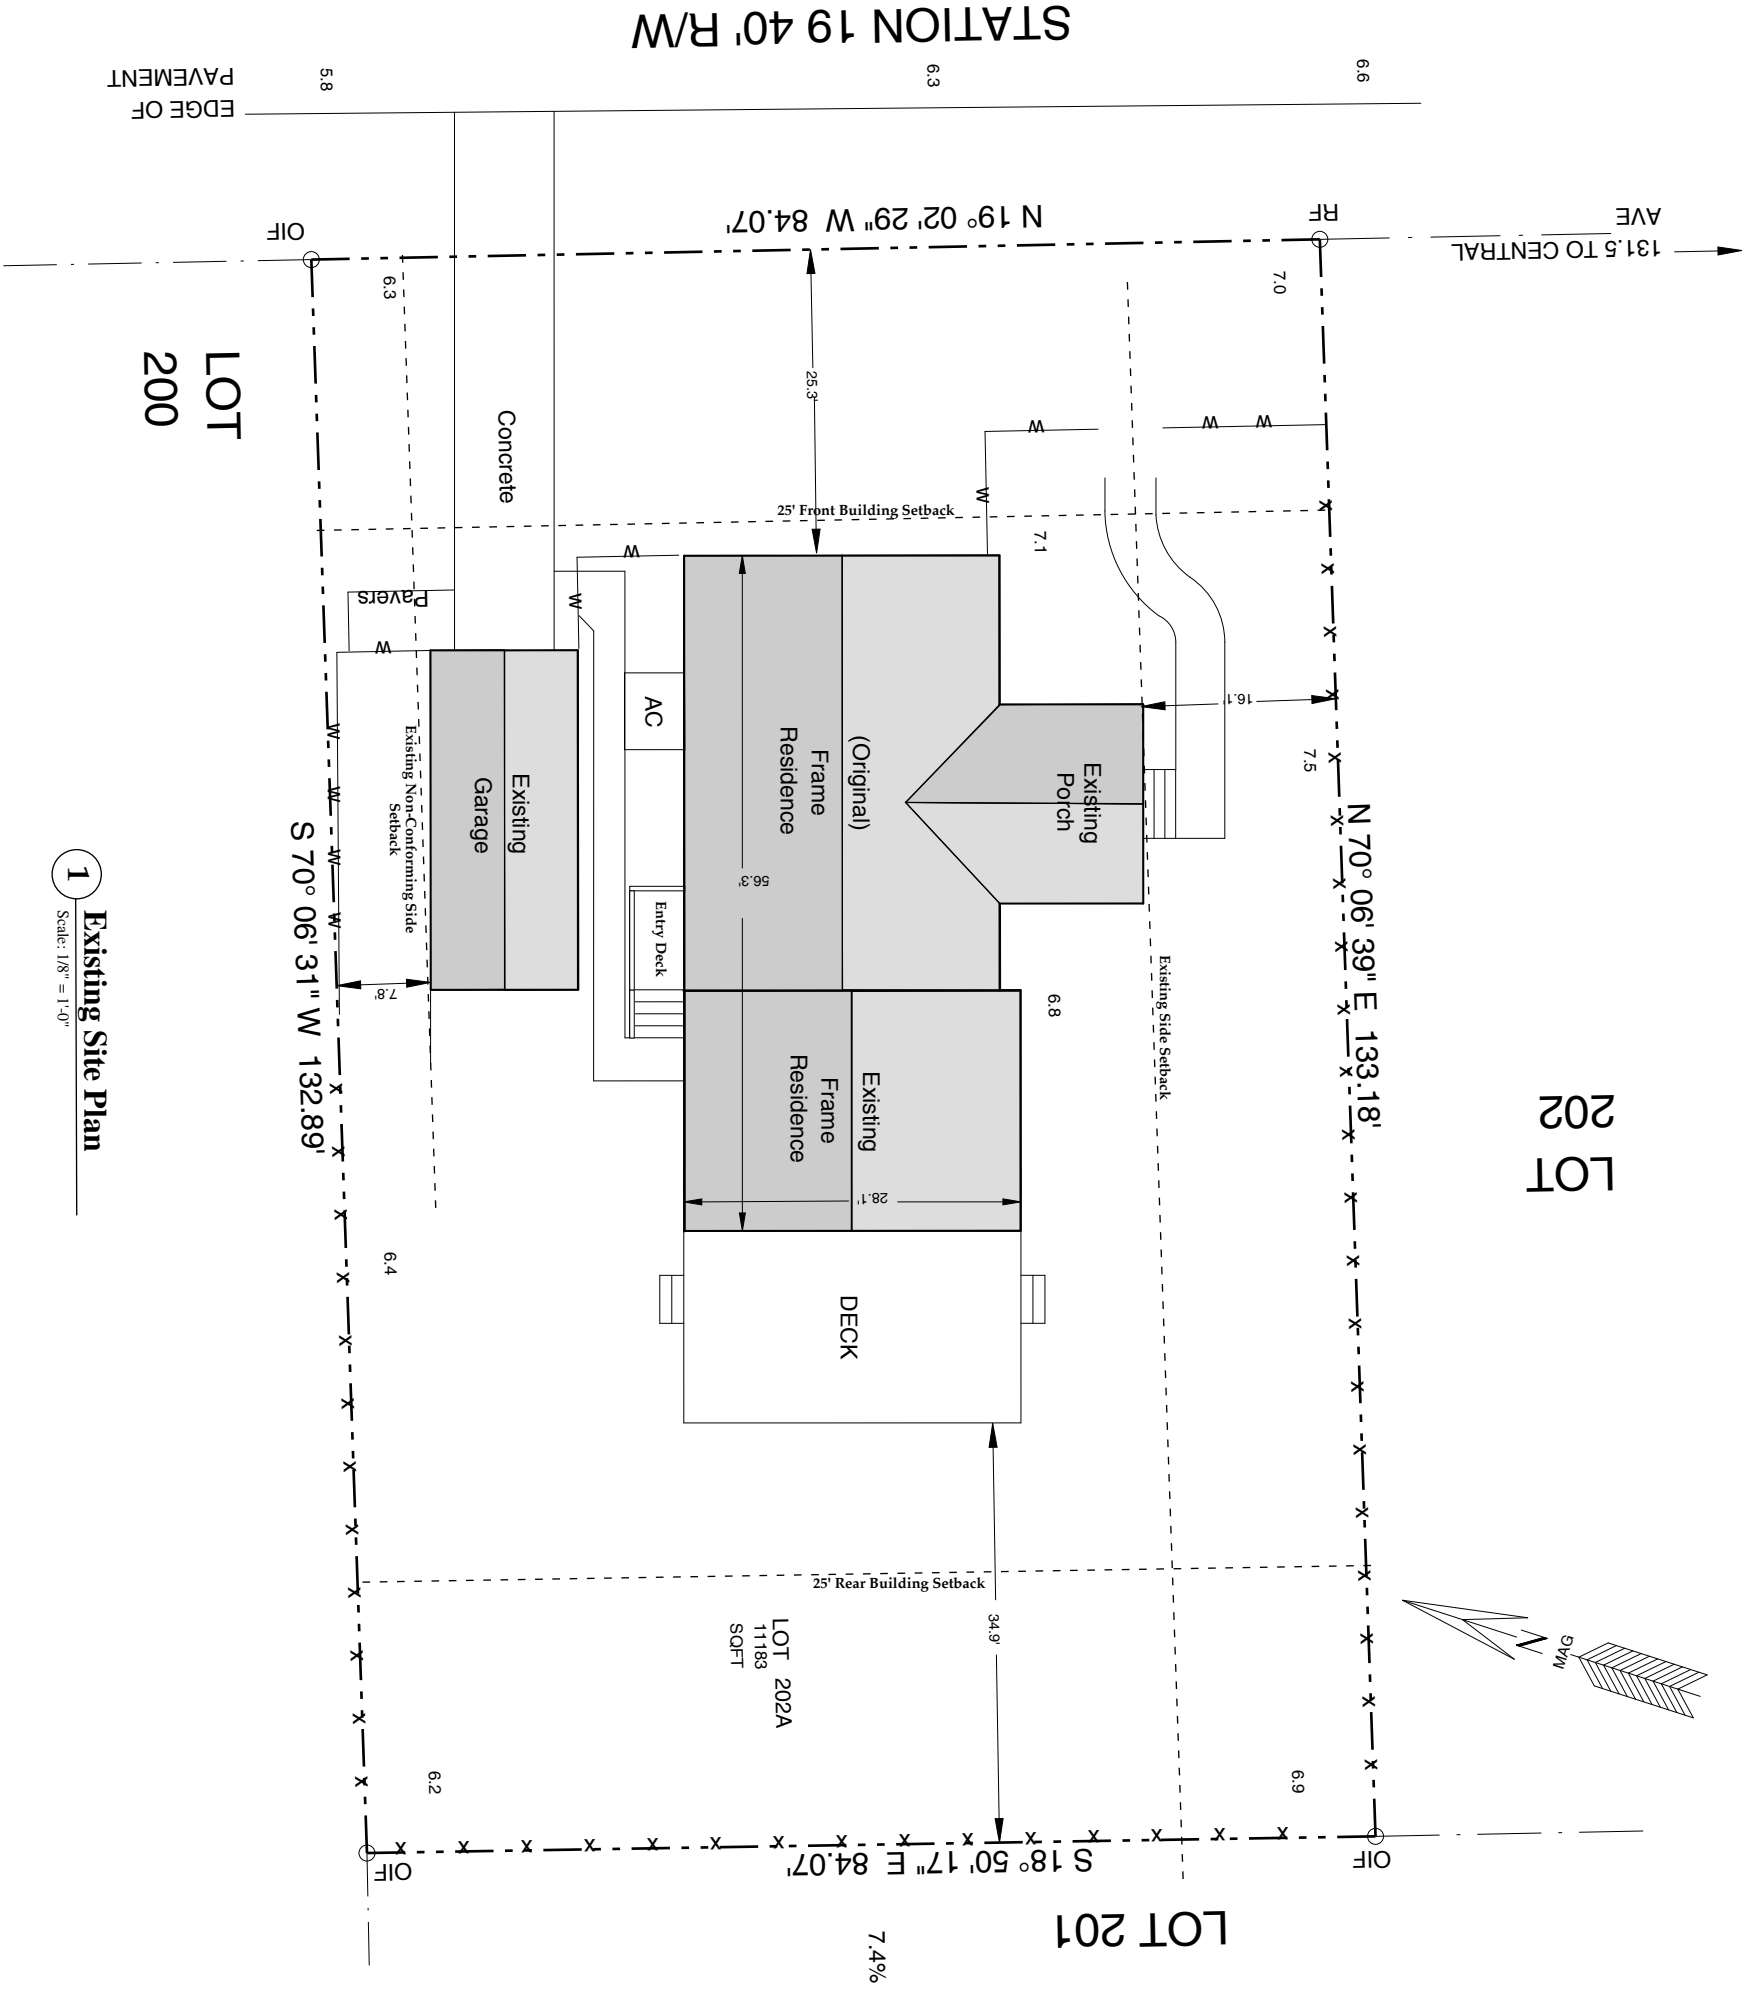 STATION 19 40' R/W
EDGE OF
PAVEMENT
5.8
6.3
6.6
N 19° 02' 29" W 84.07'
OIF
RF
131.5 TO CENTRAL
AVE
6.3
7.0
LOT
200
Concrete
25.3'
W
W
W
W
25' Front Building Setback
7.1
W
W
Pavers
W
X
X
X
X
16.1'
AC
(Original)
Frame
Residence
Existing
Porch
7.5
X
Existing
Garage
Existing Non-Conforming Side
Setback
W
W
W
W
7.8'
56.3'
Entry Deck
S 70° 06' 31" W 132.89'
N 70° 06' 39" E 133.18'
Existing Side Setback
6.8
1
Existing Site Plan
Scale: 1/8" = 1'-0"
Existing
Frame
Residence
28.1'
LOT
202
6.4
DECK
25' Rear Building Setback
34.9'
LOT 202A
11183
SQFT
N
MAG
6.2
6.9
OIF
S 18° 50' 17" E 84.07'
OIF
LOT 201
7.4%